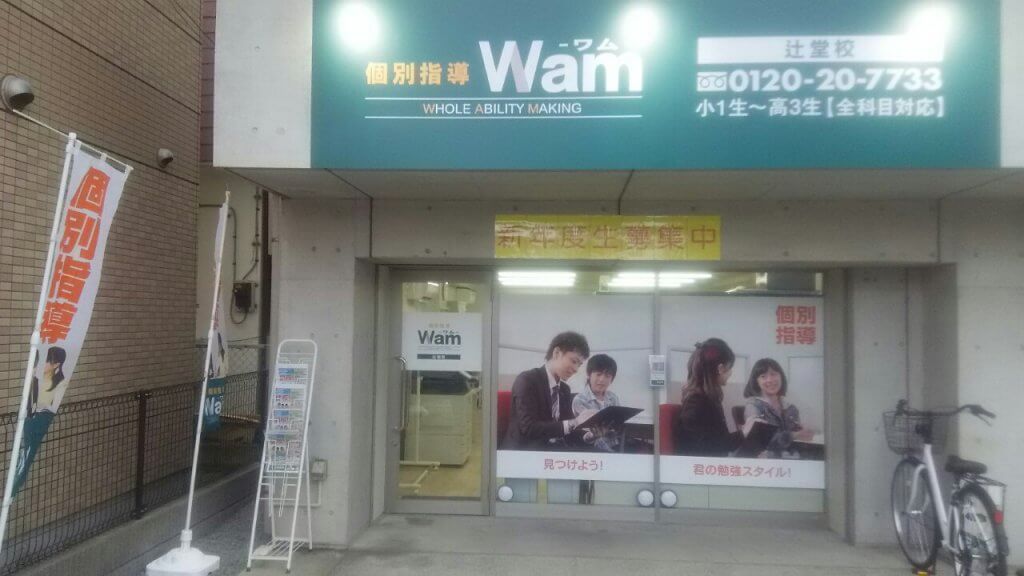 個別指導
-ワム-
Wam
WHOLE ABILITY MAKING
辻堂校
0120-20-7733
小1生〜高3生【全科目対応】
新年度生募集中
個別指導
-ワム-
Wam
個別
指導
見つけよう!
君の勉強スタイル!